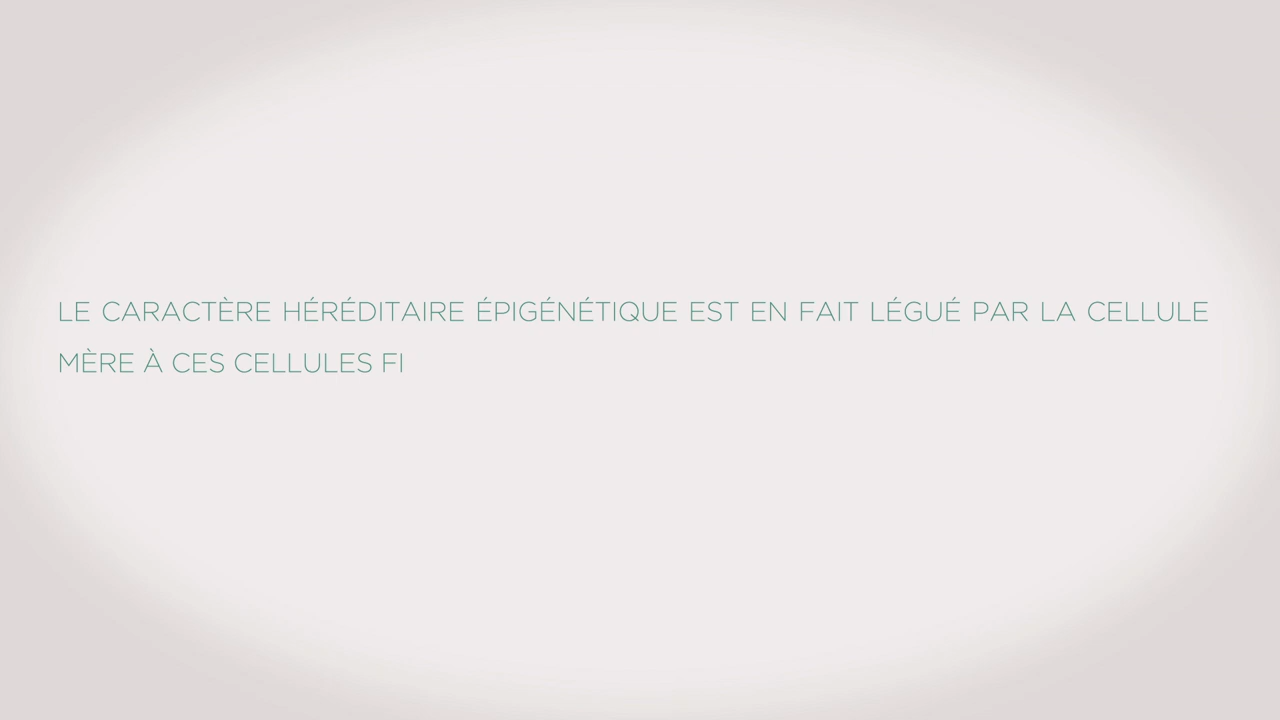 LE CARACTÈRE HÉRÉDITAIRE ÉPIGÉNÉTIQUE EST EN FAIT LÉGUÉ PAR LA CELLULE
MÈRE À CES CELLULES FI